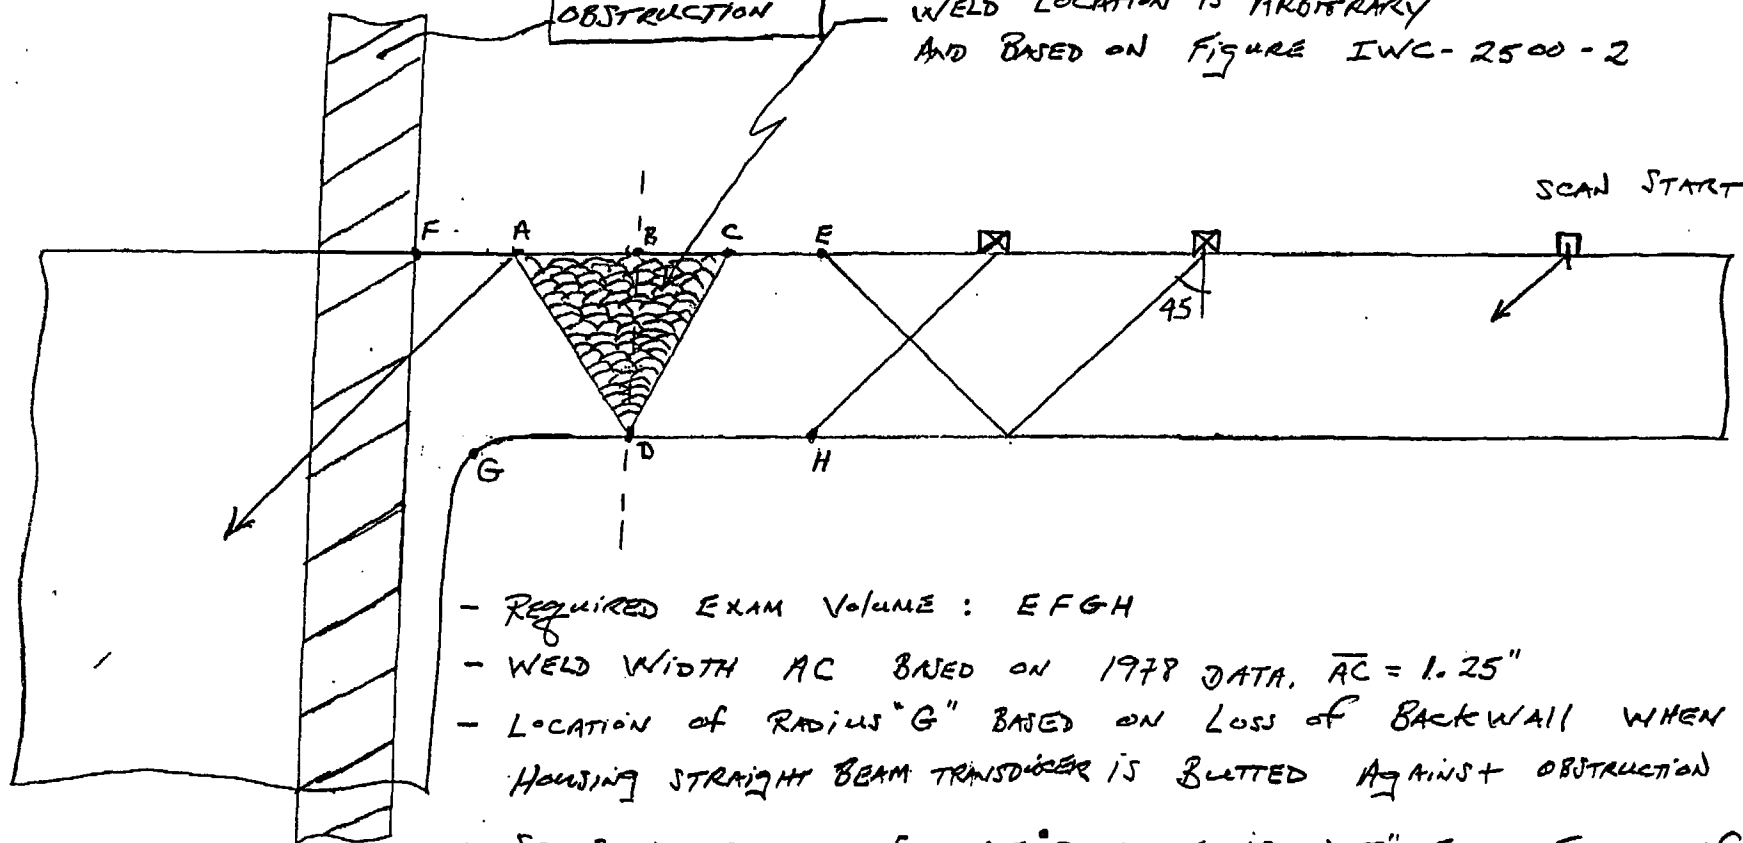 OBSTRUCTION
WELD LOCATION IS ARBITRARY
AND BASED ON FigURE IWC-2500-2
SCAN START
F A B C E
45
G D H
- REquiRED EXAM VolumE : EFGH
- WELD WiDTH AC BASED ON 1978 DATA. AC = 1.25"
- LOCATION of RADiuS "G" BASED ON LOSS of BACKWAll WHEN
HOUSing STRAIgHT BEAM TRANSDUCER iS BUTTED AgAiNST OBSTRUCTiON